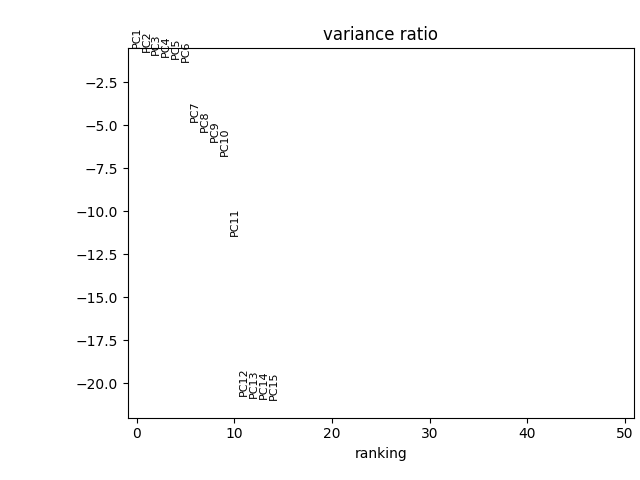 variance ratio
PC1
PC2
PC3
PC4
PC5
PC6
PC7
PC8
PC9
PC10
PC11
PC12
PC13
PC14
PC15
−2.5
−5.0
−7.5
−10.0
−12.5
−15.0
−17.5
−20.0
0 10 20 30 40 50
ranking